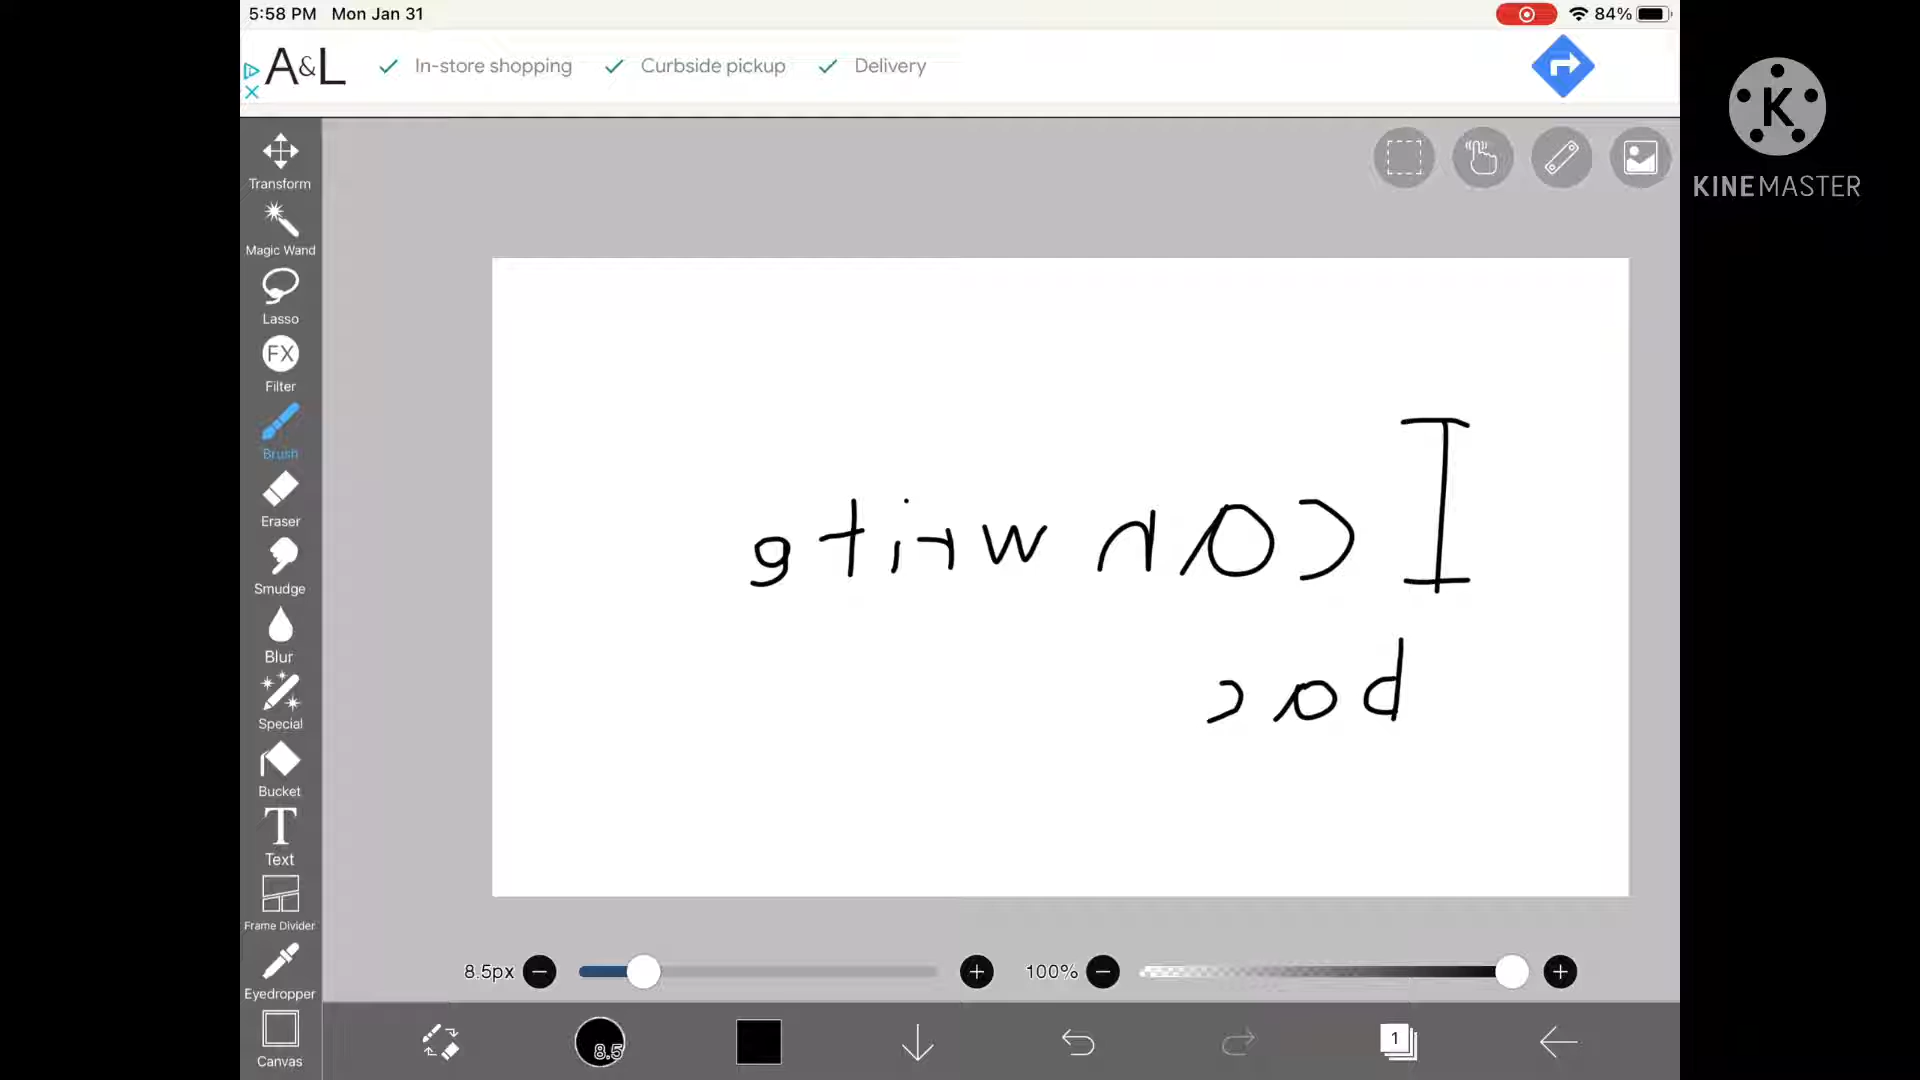 5:58 PM Mon Jan 31
84%
A&L In-store shopping Curbside pickup Delivery
K
KINEMASTER
Transform
Magic Wand
Lasso
FX
Filter
Brush
Eraser
Smudge
Blur
Special
Bucket
T
Text
Frame Divider
Eyedropper
Canvas
I can write
bac
8.5px 100%
8.5
1